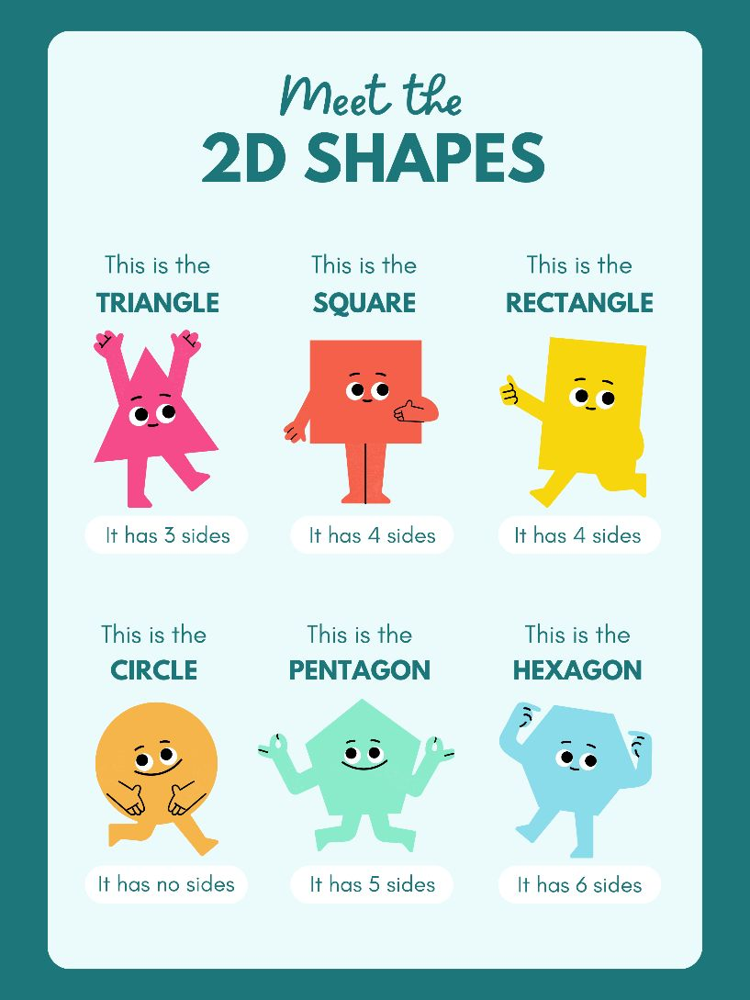 Meet the
2D SHAPES
This is the
TRIANGLE
It has 3 sides
This is the
SQUARE
It has 4 sides
This is the
RECTANGLE
It has 4 sides
This is the
CIRCLE
It has no sides
This is the
PENTAGON
It has 5 sides
This is the
HEXAGON
It has 6 sides